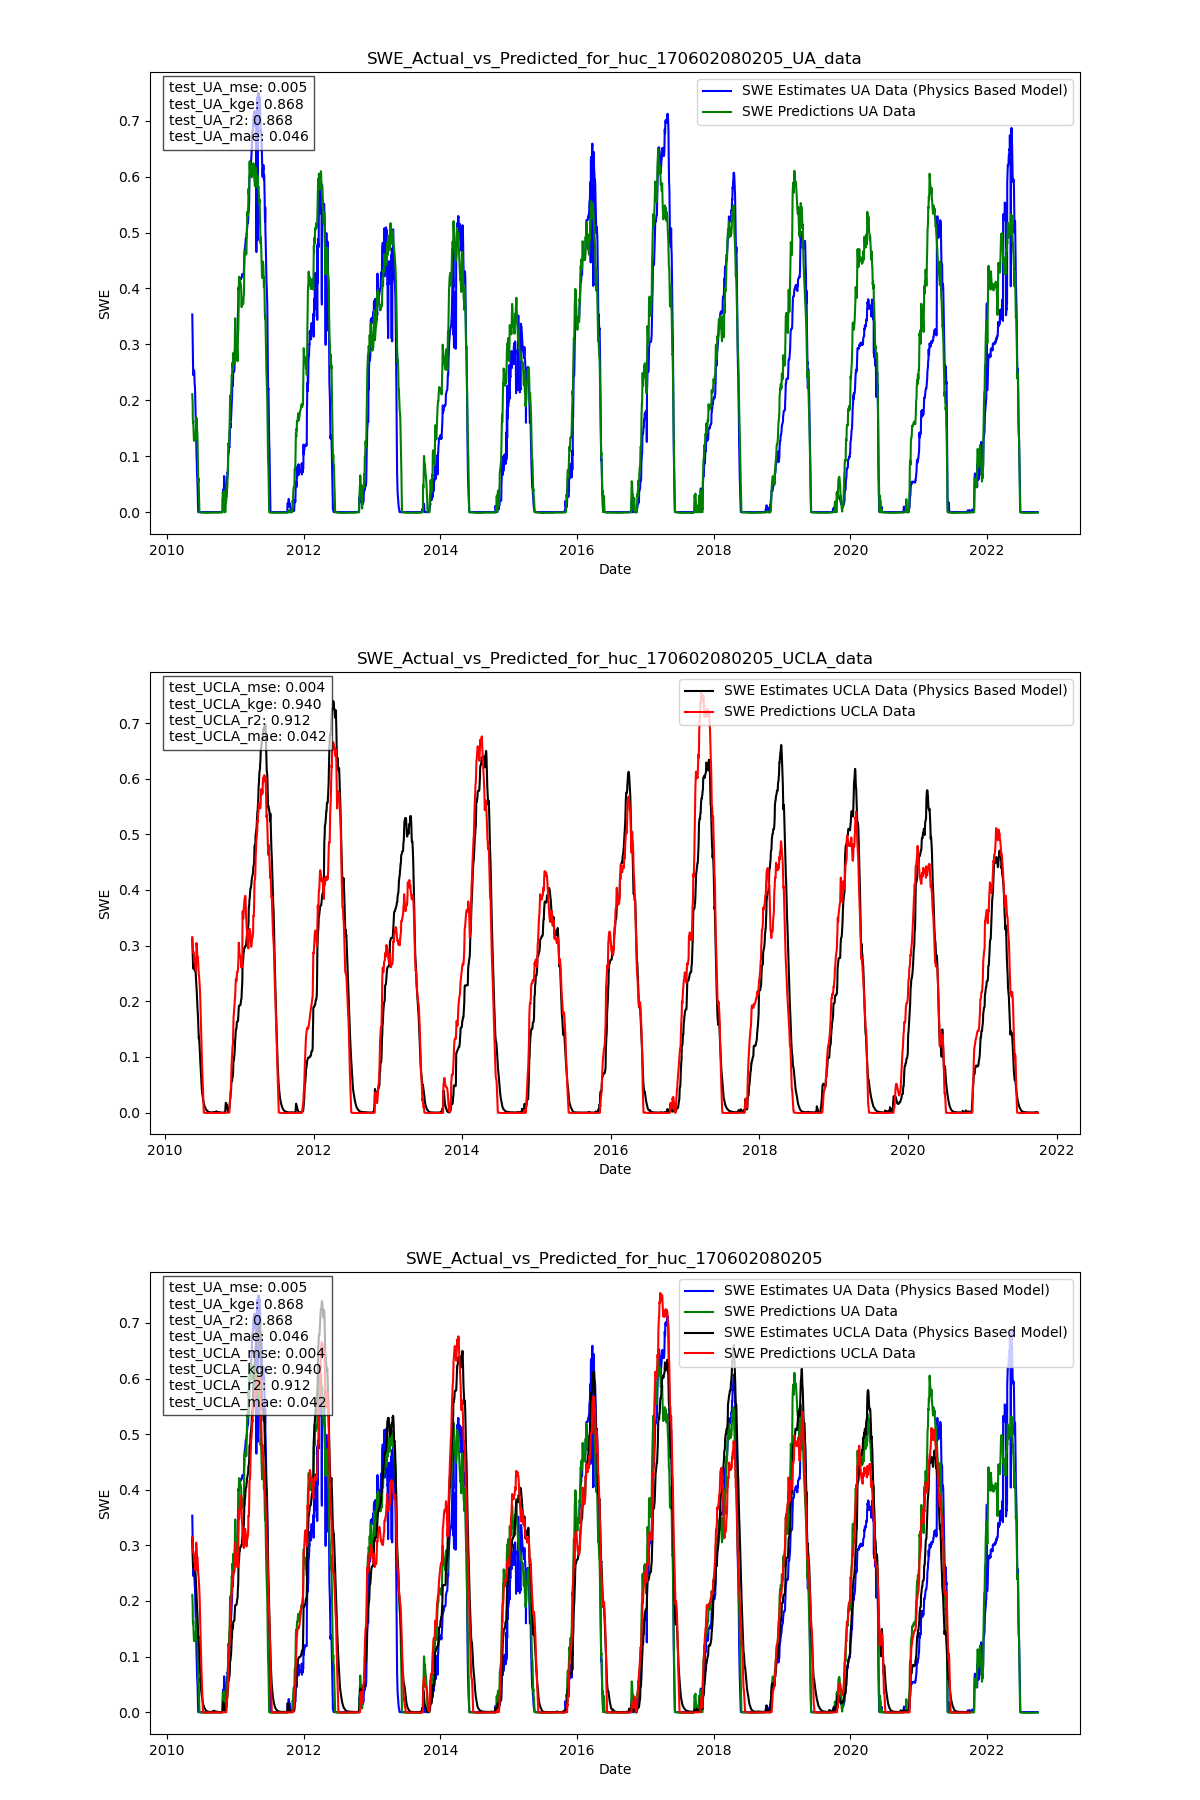 SWE_Actual_vs_Predicted_for_huc_170602080205_UA_data
test_UA_mse: 0.005
test_UA_kge: 0.868
test_UA_r2: 0.868
test_UA_mae: 0.046
SWE Estimates UA Data (Physics Based Model)
SWE Predictions UA Data
0.7
0.6
0.5
0.4
0.3
0.2
0.1
0.0
SWE
2010
2012
2014
2016
2018
2020
2022
Date
SWE_Actual_vs_Predicted_for_huc_170602080205_UCLA_data
test_UCLA_mse: 0.004
test_UCLA_kge: 0.940
test_UCLA_r2: 0.912
test_UCLA_mae: 0.042
SWE Estimates UCLA Data (Physics Based Model)
SWE Predictions UCLA Data
0.7
0.6
0.5
0.4
0.3
0.2
0.1
0.0
SWE
2010
2012
2014
2016
2018
2020
2022
Date
SWE_Actual_vs_Predicted_for_huc_170602080205
test_UA_mse: 0.005
test_UA_kge: 0.868
test_UA_r2: 0.868
test_UA_mae: 0.046
test_UCLA_mse: 0.004
test_UCLA_kge: 0.940
test_UCLA_r2: 0.912
test_UCLA_mae: 0.042
SWE Estimates UA Data (Physics Based Model)
SWE Predictions UA Data
SWE Estimates UCLA Data (Physics Based Model)
SWE Predictions UCLA Data
0.7
0.6
0.5
0.4
0.3
0.2
0.1
0.0
SWE
2010
2012
2014
2016
2018
2020
2022
Date